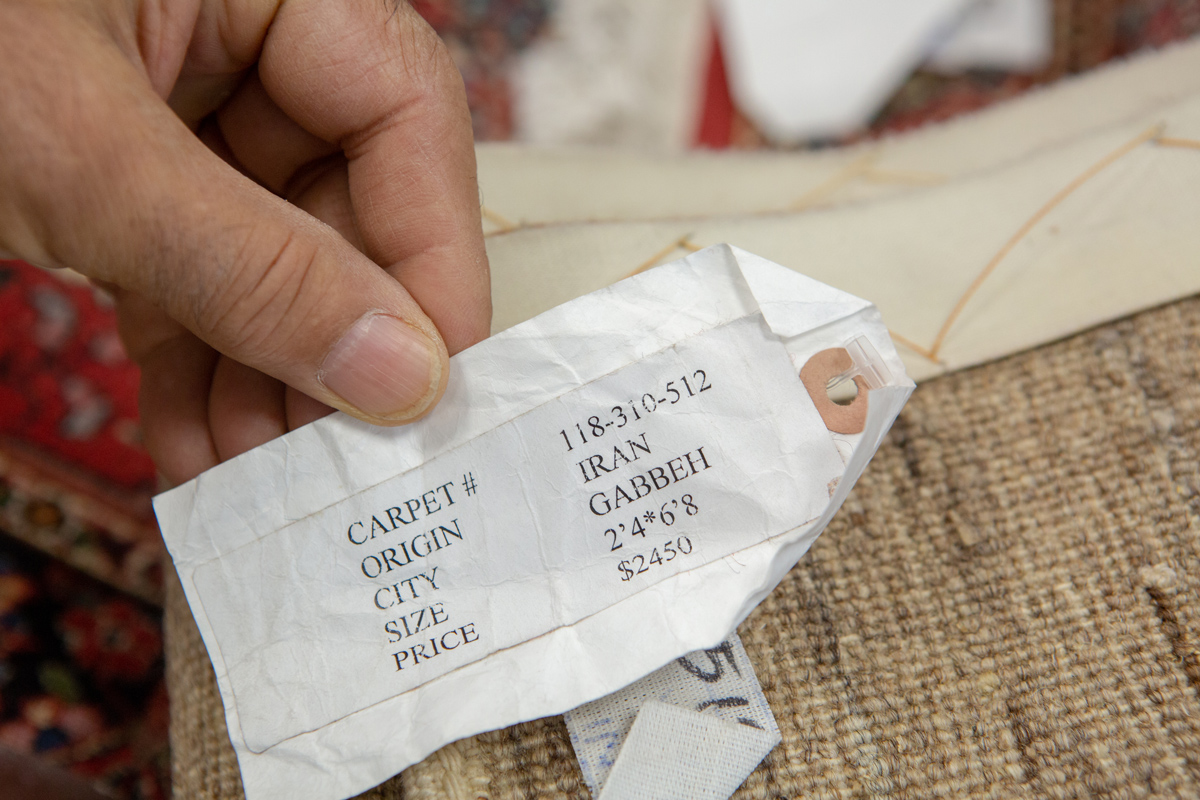 CARPET # 118-310-512
ORIGIN IRAN
CITY GABBEH
SIZE 2'4*6'8
PRICE $2450